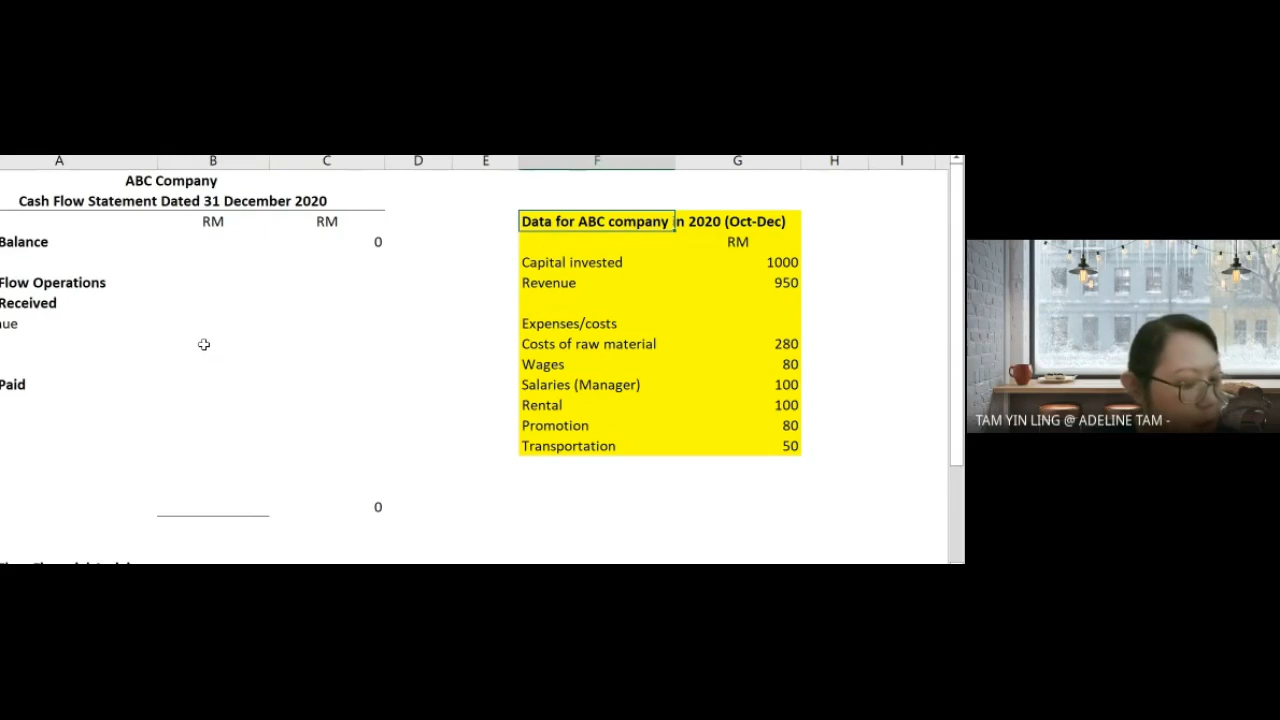 A B C D E F G H I
ABC Company
Cash Flow Statement Dated 31 December 2020
RM RM
Balance 0
Flow Operations
Received
nue
Paid
0
Data for ABC company in 2020 (Oct-Dec)
RM
Capital invested 1000
Revenue 950
Expenses/costs
Costs of raw material 280
Wages 80
Salaries (Manager) 100
Rental 100
Promotion 80
Transportation 50
TAM YIN LING @ ADELINE TAM -